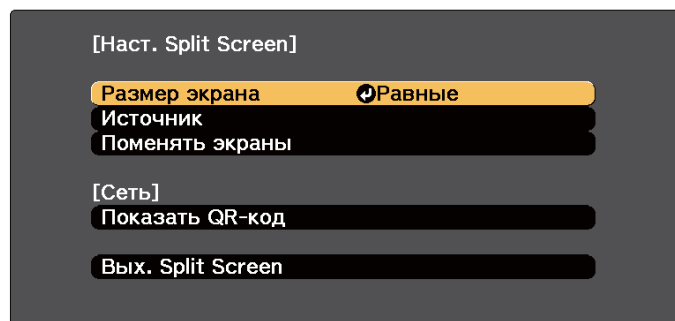 [Наст. Split Screen]
Размер экрана Равные
Источник
Поменять экраны
[Сеть]
Показать QR-код
Вых. Split Screen